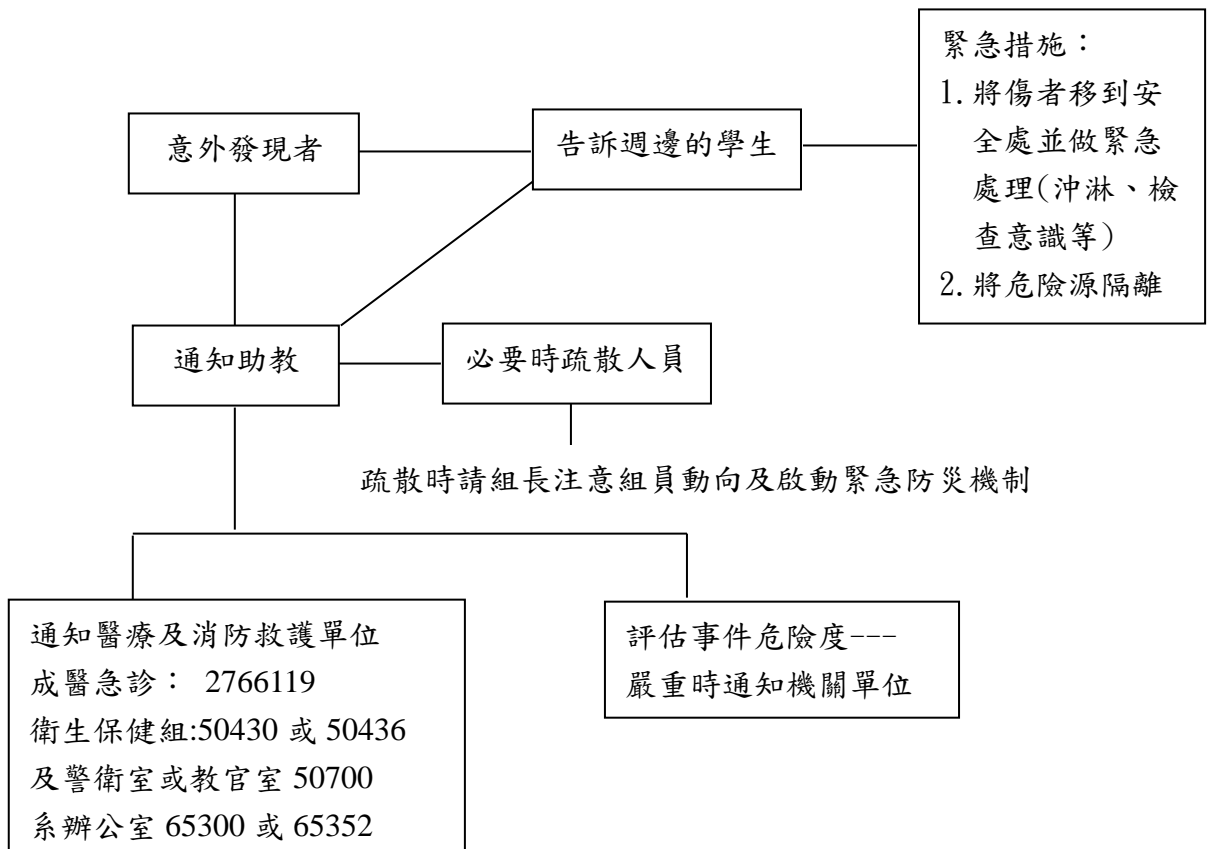 緊急措施：
1.將傷者移到安
全處並做緊急
處理(沖淋、檢
查意識等)
2.將危險源隔離
意外發現者
告訴週邊的學生
通知助教
必要時疏散人員
疏散時請組長注意組員動向及啟動緊急防災機制
通知醫療及消防救護單位
成醫急診： 2766119
衛生保健組:50430 或 50436
及警衛室或教官室 50700
系辦公室 65300 或 65352
評估事件危險度---
嚴重時通知機關單位